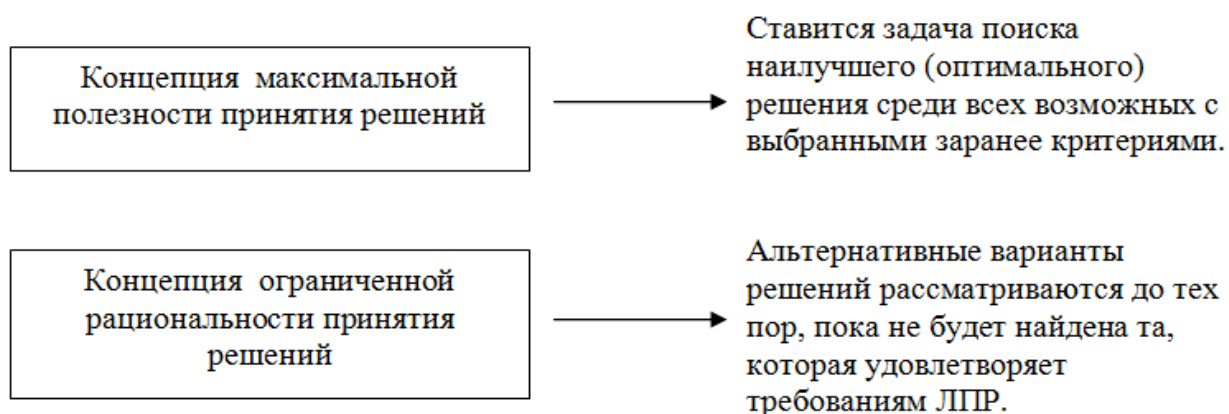 Концепция максимальной
полезности принятия решений
Ставится задача поиска
наилучшего (оптимального)
решения среди всех возможных с
выбранными заранее критериями.
Концепция ограниченной
рациональности принятия
решений
Альтернативные варианты
решений рассматриваются до тех
пор, пока не будет найдена та,
которая удовлетворяет
требованиям ЛПР.